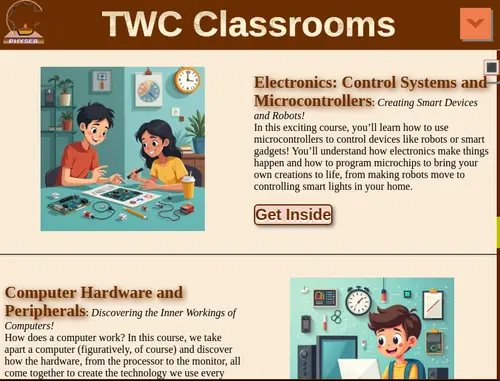 PHYSER
TWC Classrooms
Electronics: Control Systems and
Microcontrollers: Creating Smart Devices
and Robots!
In this exciting course, you’ll learn how to use
microcontrollers to control devices like robots or smart
gadgets! You’ll understand how electronics make things
happen and how to program microchips to bring your
own creations to life, from making robots move to
controlling smart lights in your home.
Get Inside
Computer Hardware and
Peripherals: Discovering the Inner Workings of
Computers!
How does a computer work? In this course, we take
apart a computer (figuratively, of course) and discover
how the hardware, from the processor to the monitor, all
come together to create the technology we use every